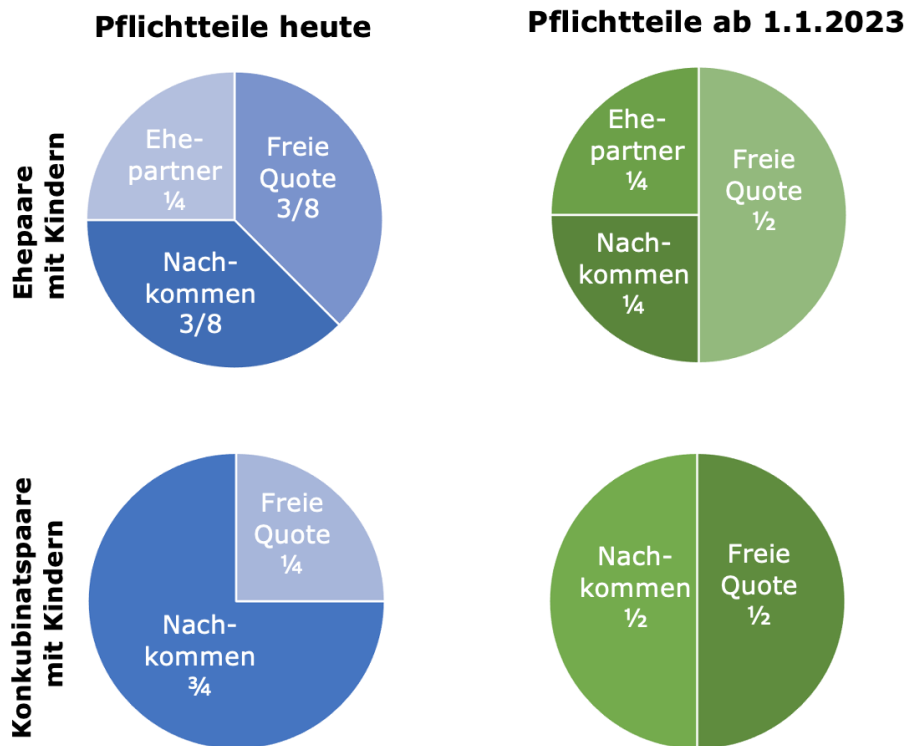 Pflichtteile heute
Pflichtteile ab 1.1.2023
Ehepaare
mit Kindern
Ehe-
partner
¼
Freie
Quote
3/8
Nach-
kommen
3/8
Ehe-
partner
¼
Freie
Quote
½
Nach-
kommen
¼
Konkubinatspaare
mit Kindern
Freie
Quote
¼
Nach-
kommen
¾
Nach-
kommen
½
Freie
Quote
½